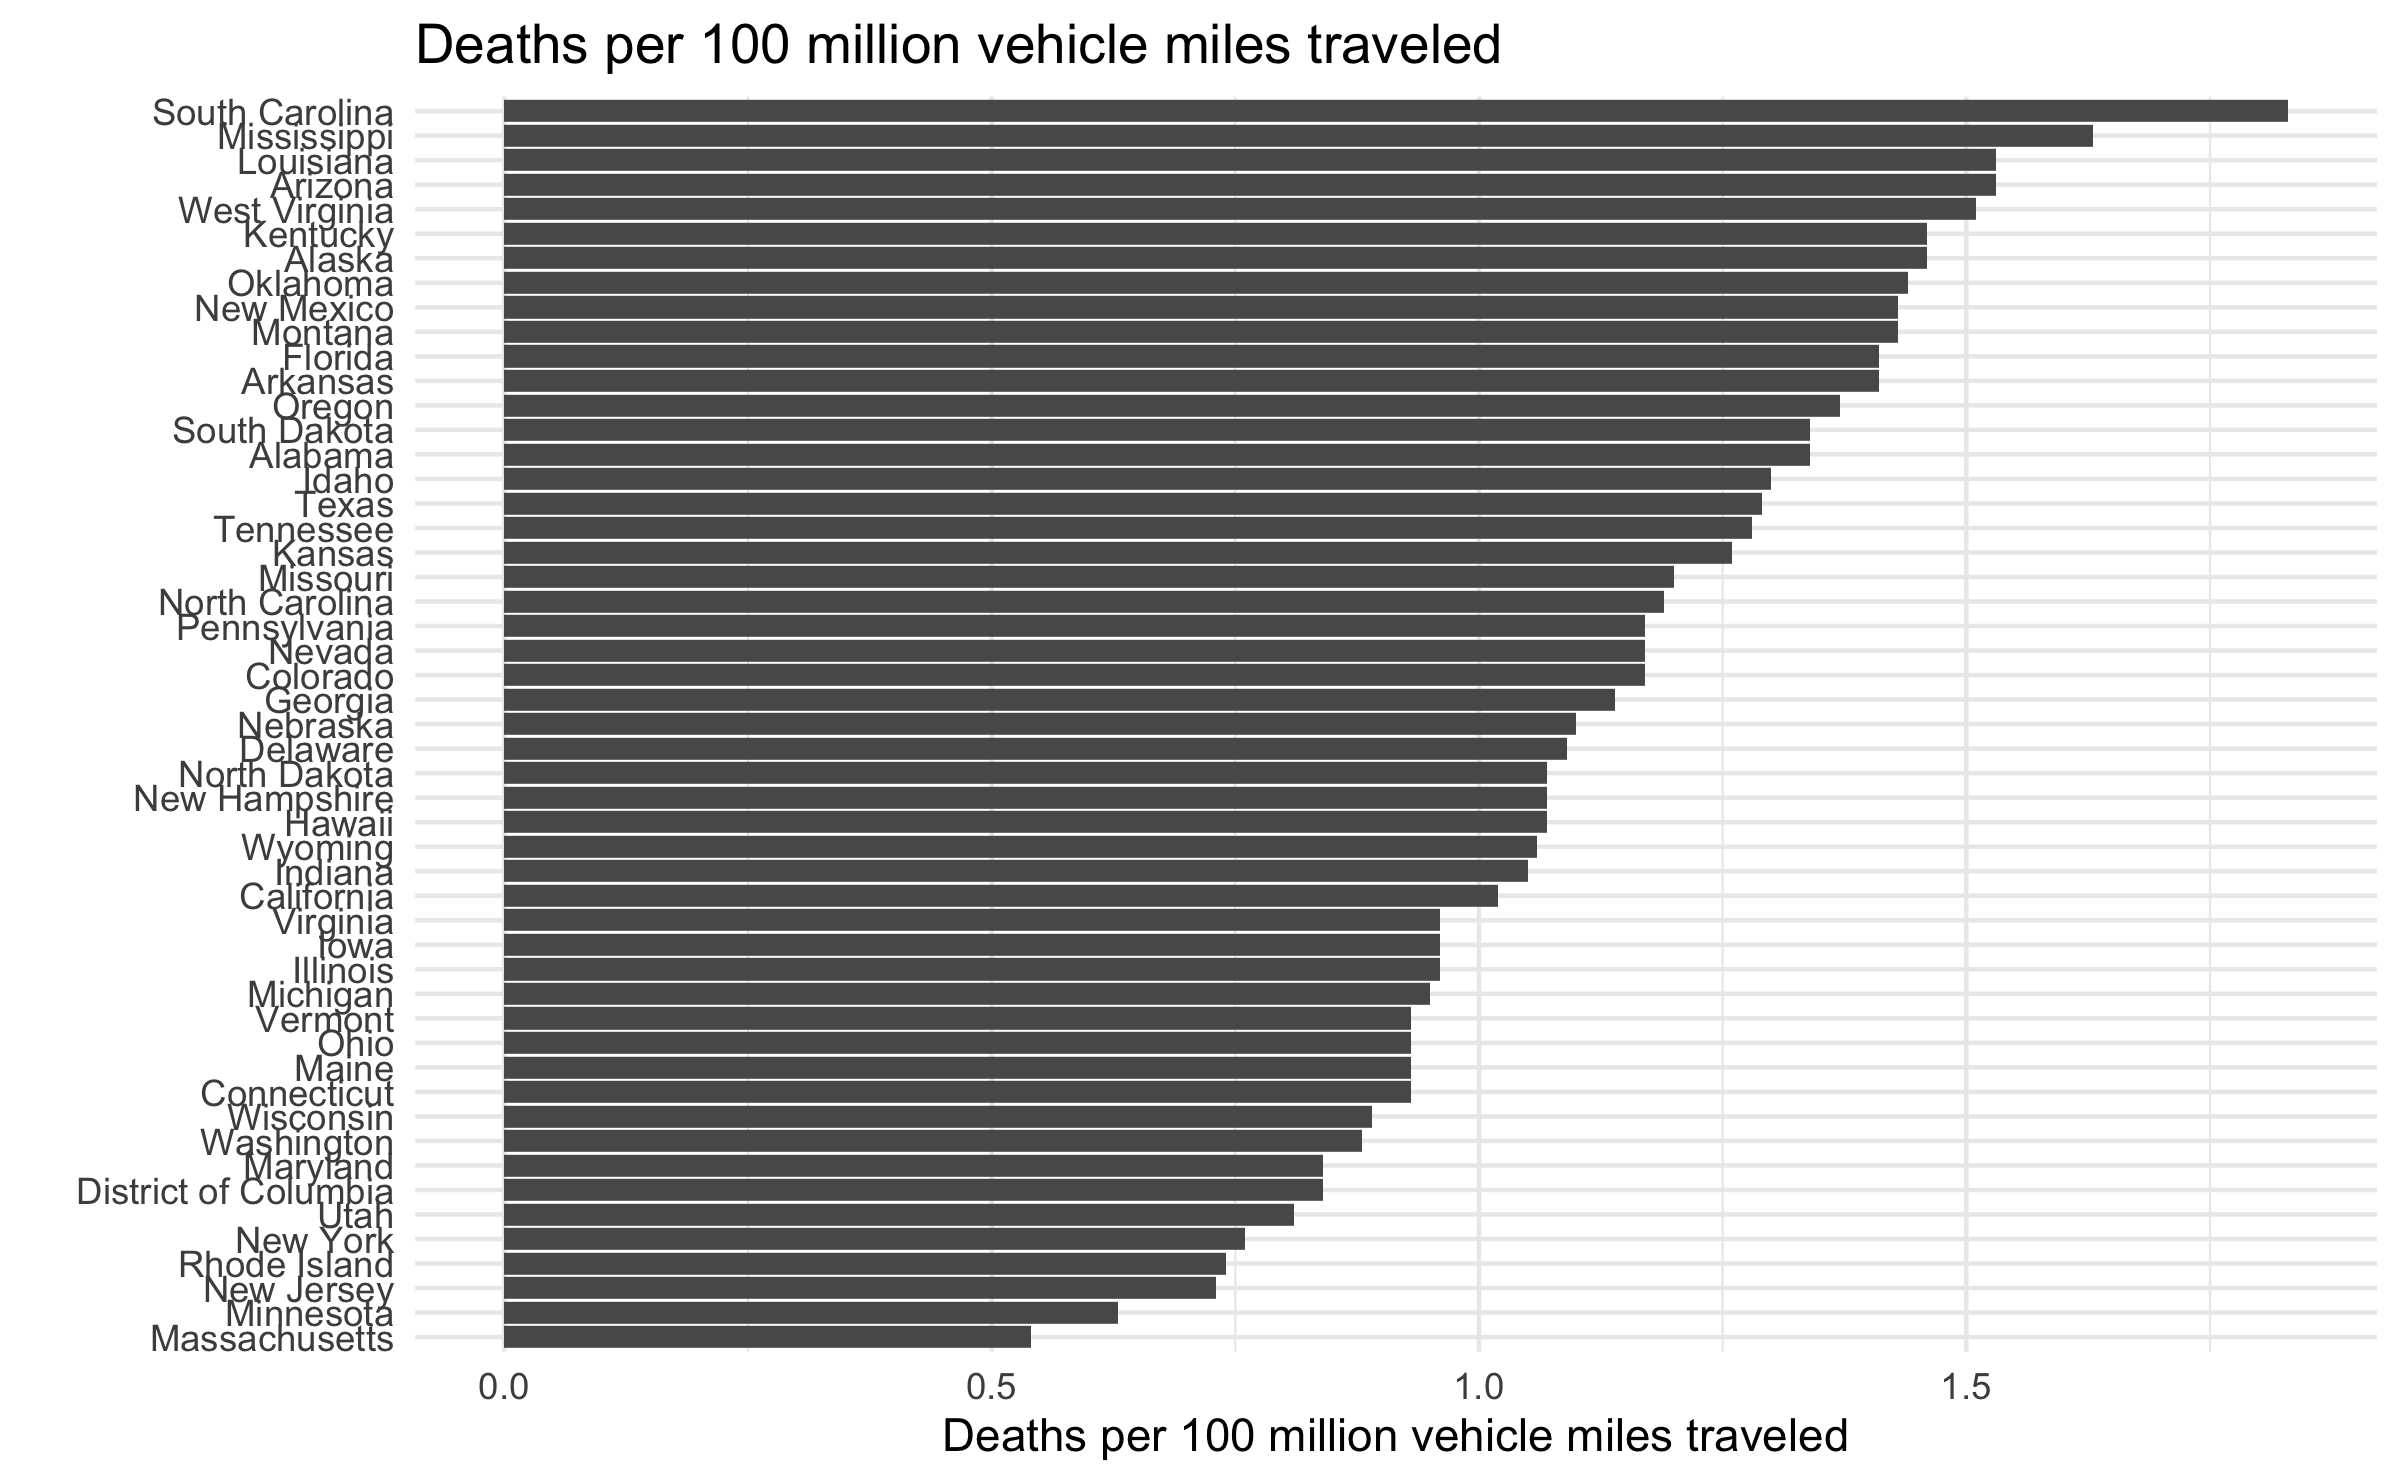 Deaths per 100 million vehicle miles traveled
South Carolina
Mississippi
Louisiana
Arizona
West Virginia
Kentucky
Alaska
Oklahoma
New Mexico
Montana
Florida
Arkansas
Oregon
South Dakota
Alabama
Idaho
Texas
Tennessee
Kansas
Missouri
North Carolina
Pennsylvania
Nevada
Colorado
Georgia
Nebraska
Delaware
North Dakota
New Hampshire
Hawaii
Wyoming
Indiana
California
Virginia
Iowa
Illinois
Michigan
Vermont
Ohio
Maine
Connecticut
Wisconsin
Washington
Maryland
District of Columbia
Utah
New York
Rhode Island
New Jersey
Minnesota
Massachusetts
0.0 0.5 1.0 1.5
Deaths per 100 million vehicle miles traveled